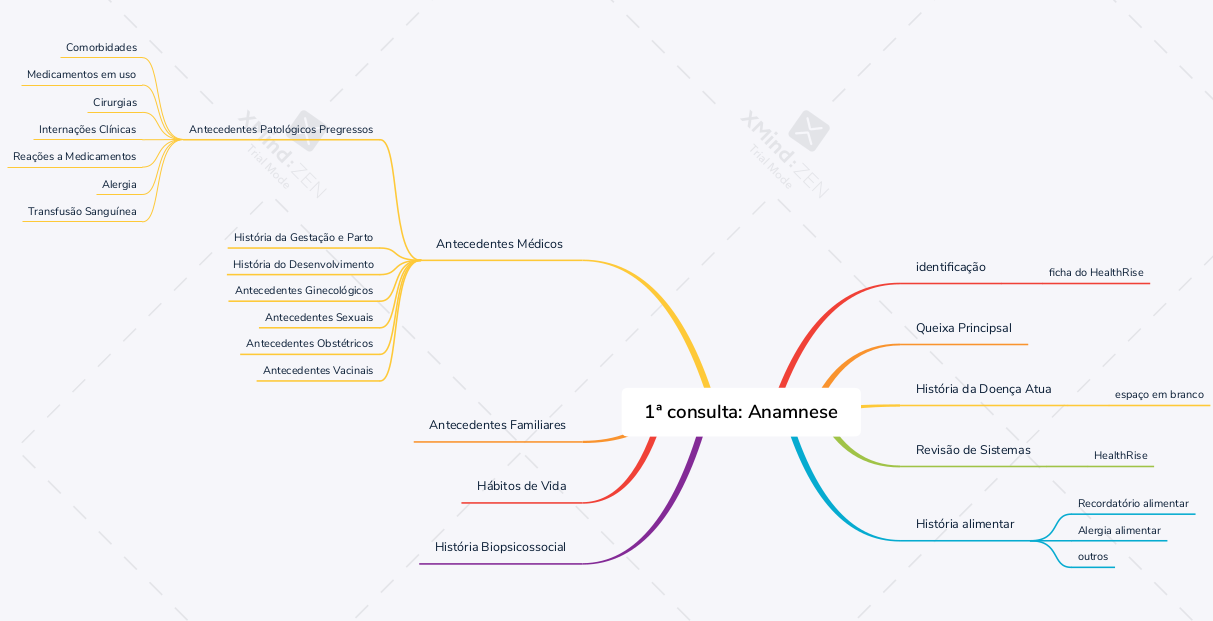 1ª consulta: Anamnese
identificação
ficha do HealthRise
Queixa Principsal
História da Doença Atua
espaço em branco
Revisão de Sistemas
HealthRise
História alimentar
Recordatório alimentar
Alergia alimentar
outros
Antecedentes Médicos
Antecedentes Patológicos Pregressos
Comorbidades
Medicamentos em uso
Cirurgias
Internações Clínicas
Reações a Medicamentos
Alergia
Transfusão Sanguínea
História da Gestação e Parto
História do Desenvolvimento
Antecedentes Ginecológicos
Antecedentes Sexuais
Antecedentes Obstétricos
Antecedentes Vacinais
Antecedentes Familiares
Hábitos de Vida
História Biopsicossocial
XMind:ZEN
Trial Mode
XMind:ZEN
Trial Mode